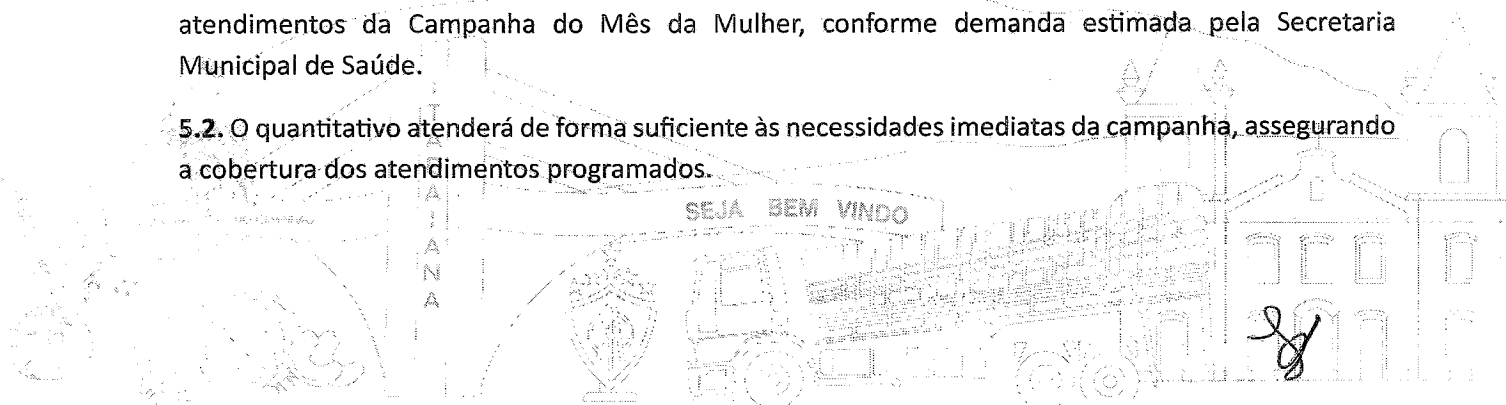 atendimentos da Campanha do Mês da Mulher, conforme demanda estimada pela Secretaria
Municipal de Saúde.
5.2. O quantitativo atenderá de forma suficiente às necessidades imediatas da campanha, assegurando
a cobertura dos atendimentos programados.
SEJA BEM VINDO